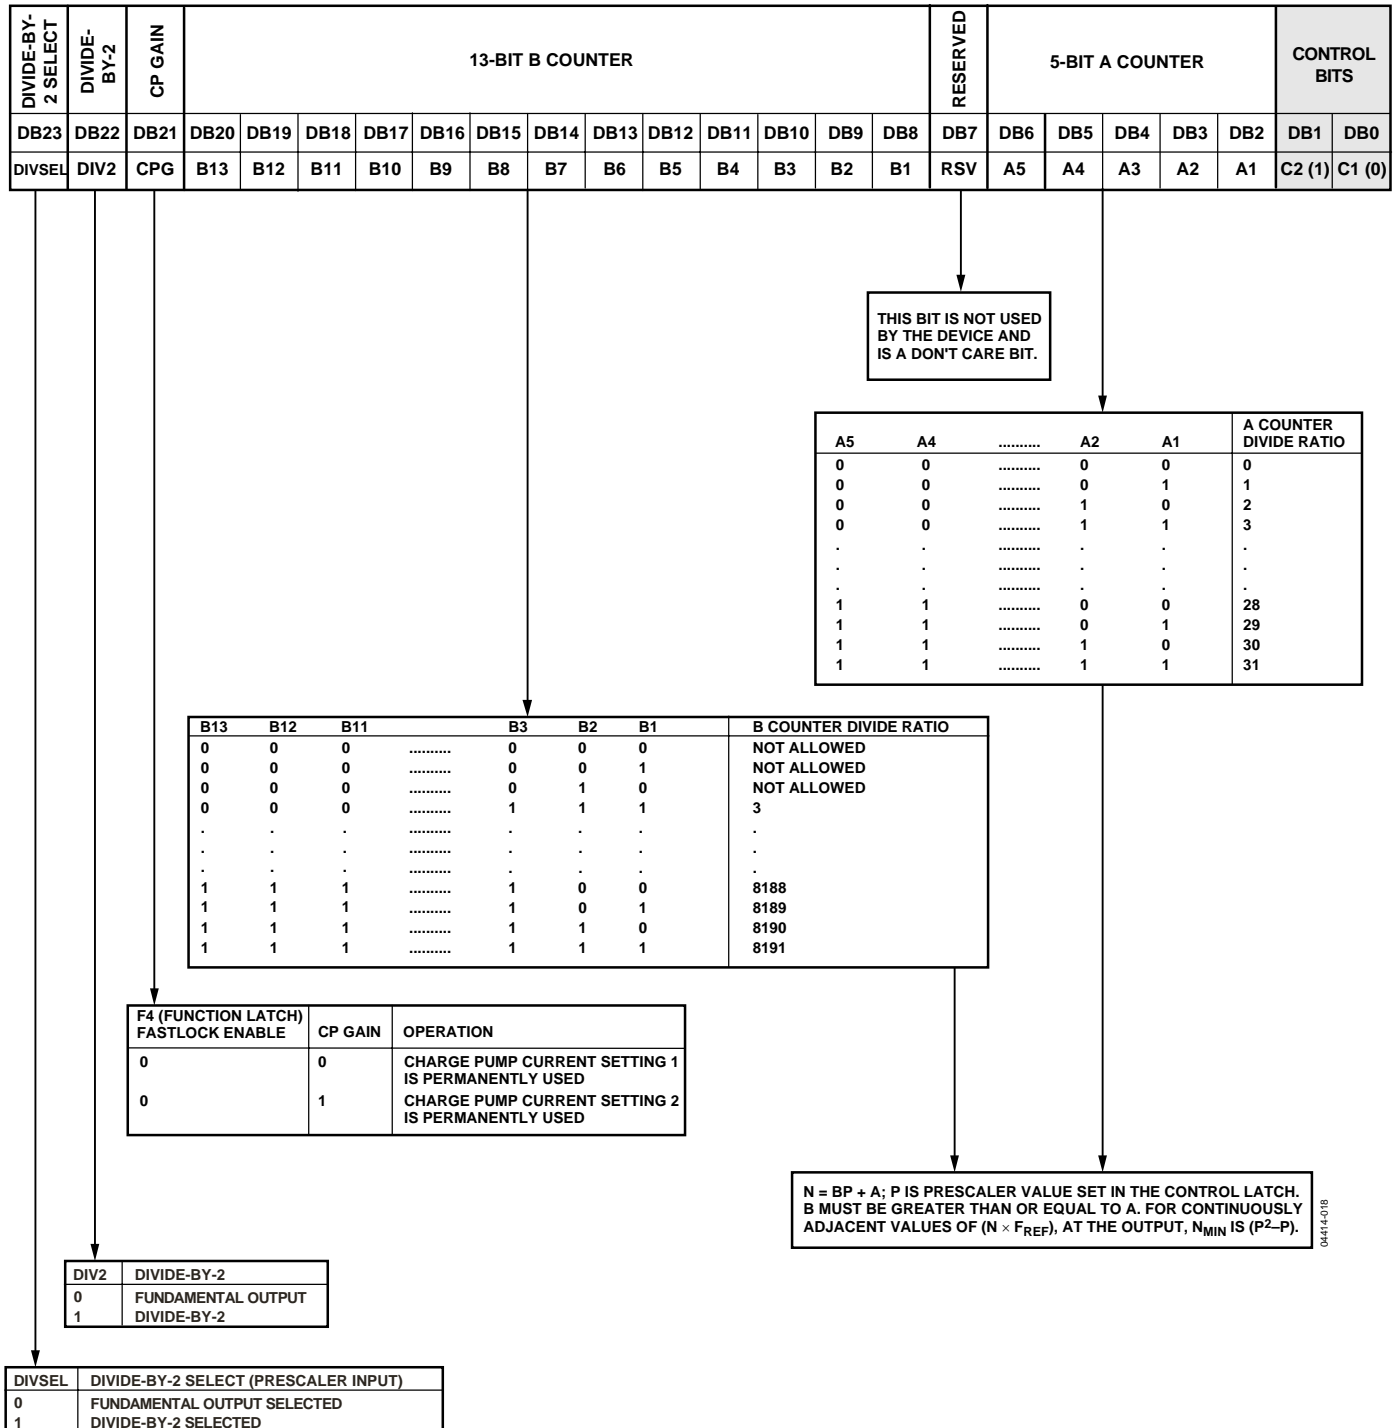 DIVIDE-BY-
2 SELECT
DIVIDE-
BY-2
CP GAIN
13-BIT B COUNTER
RESERVED
5-BIT A COUNTER
CONTROL
BITS
DB23 DB22 DB21 DB20 DB19 DB18 DB17 DB16 DB15 DB14 DB13 DB12 DB11 DB10 DB9 DB8 DB7 DB6 DB5 DB4 DB3 DB2 DB1 DB0
DIVSEL DIV2 CPG B13 B12 B11 B10 B9 B8 B7 B6 B5 B4 B3 B2 B1 RSV A5 A4 A3 A2 A1 C2 (1) C1 (0)
THIS BIT IS NOT USED
BY THE DEVICE AND
IS A DON'T CARE BIT.
A5 A4 .......... A2 A1 A COUNTER
DIVIDE RATIO
0 0 .......... 0 0 0
0 0 .......... 0 1 1
0 0 .......... 1 0 2
0 0 .......... 1 1 3
. . .......... . . .
. . .......... . . .
. . .......... . . .
1 1 .......... 0 0 28
1 1 .......... 0 1 29
1 1 .......... 1 0 30
1 1 .......... 1 1 31
B13 B12 B11 B3 B2 B1 B COUNTER DIVIDE RATIO
0 0 0 .......... 0 0 0 NOT ALLOWED
0 0 0 .......... 0 0 1 NOT ALLOWED
0 0 0 .......... 0 1 0 NOT ALLOWED
0 0 0 .......... 1 1 1 3
. . . .......... . . . .
. . . .......... . . . .
. . . .......... . . . .
1 1 1 .......... 1 0 0 8188
1 1 1 .......... 1 0 1 8189
1 1 1 .......... 1 1 0 8190
1 1 1 .......... 1 1 1 8191
F4 (FUNCTION LATCH)
FASTLOCK ENABLE CP GAIN OPERATION
0 0 CHARGE PUMP CURRENT SETTING 1
IS PERMANENTLY USED
0 1 CHARGE PUMP CURRENT SETTING 2
IS PERMANENTLY USED
N = BP + A; P IS PRESCALER VALUE SET IN THE CONTROL LATCH.
B MUST BE GREATER THAN OR EQUAL TO A. FOR CONTINUOUSLY
ADJACENT VALUES OF (N × FREF), AT THE OUTPUT, NMIN IS (P²–P).
04414-018
DIV2 DIVIDE-BY-2
0 FUNDAMENTAL OUTPUT
1 DIVIDE-BY-2
DIVSEL DIVIDE-BY-2 SELECT (PRESCALER INPUT)
0 FUNDAMENTAL OUTPUT SELECTED
1 DIVIDE-BY-2 SELECTED